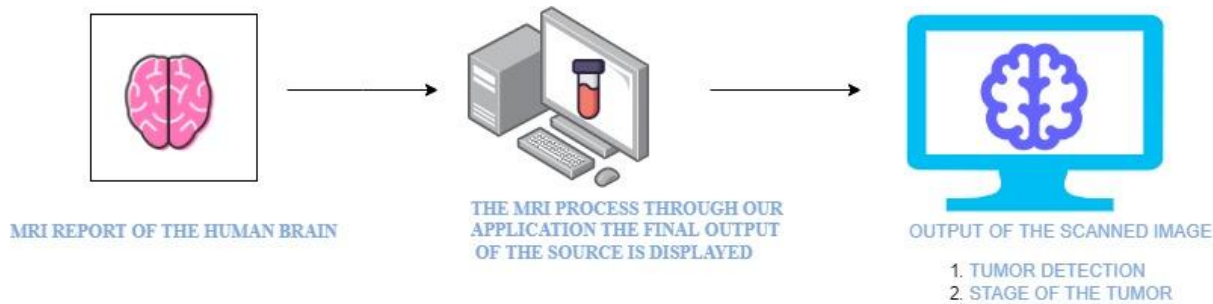 MRI REPORT OF THE HUMAN BRAIN
THE MRI PROCESS THROUGH OUR
APPLICATION THE FINAL OUTPUT
OF THE SOURCE IS DISPLAYED
OUTPUT OF THE SCANNED IMAGE
1. TUMOR DETECTION
2. STAGE OF THE TUMOR